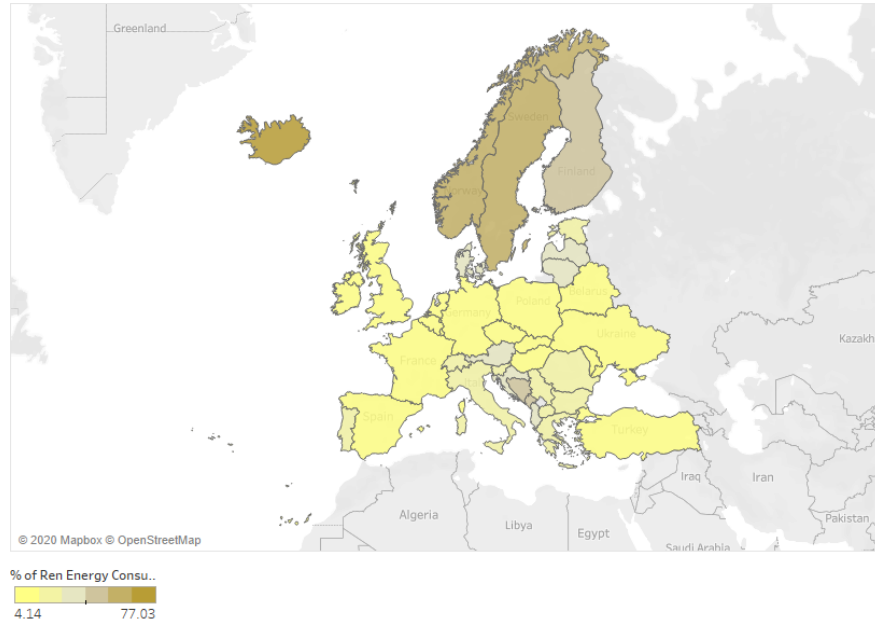 Greenland
Sweden
Norway
Finland
Belarus
Poland
Germany
Ukraine
Kazakh
France
Spain
Turkey
Iraq
Iran
Algeria
Libya
Egypt
Pakistan
Saudi Arabia
© 2020 Mapbox © OpenStreetMap
% of Ren Energy Consu..
4.14 77.03